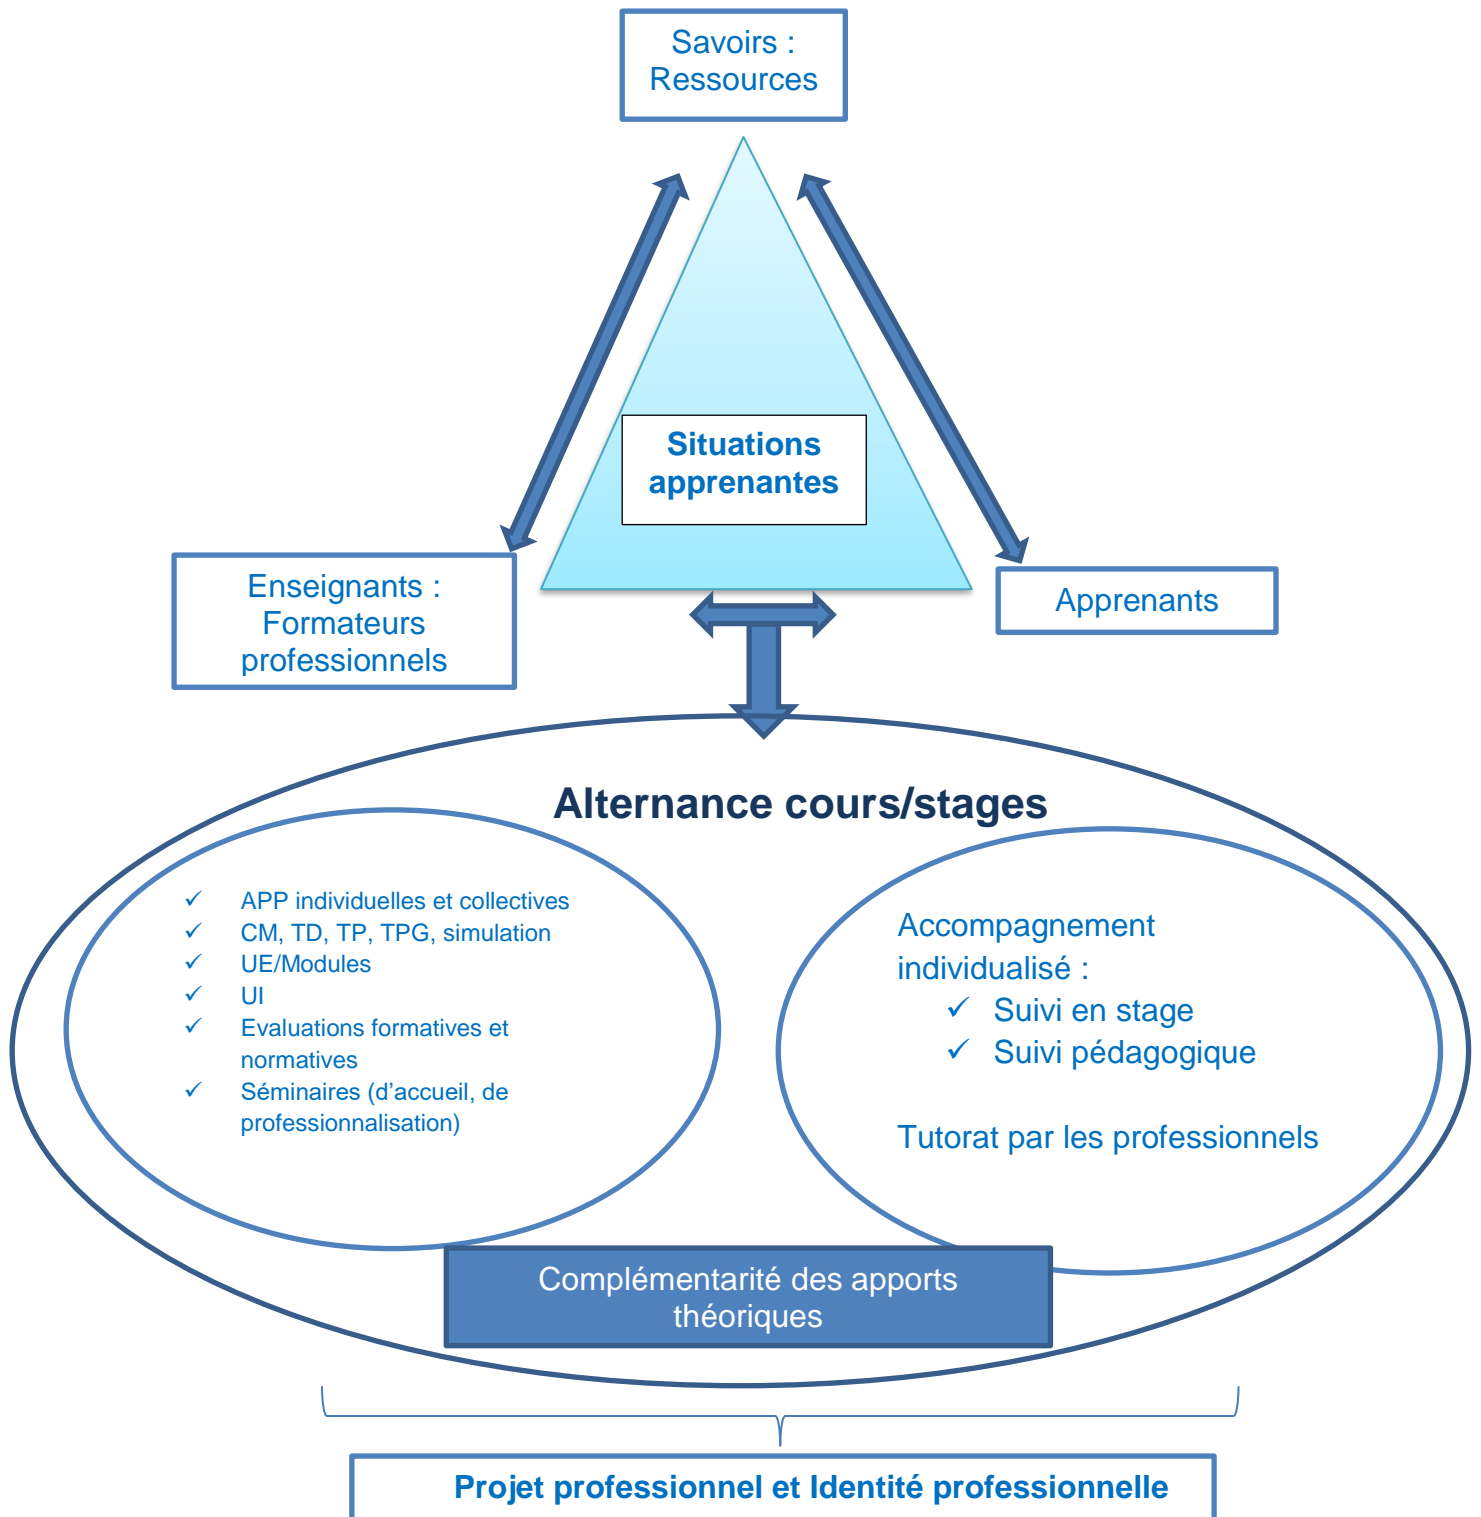 Savoirs :
Ressources
Situations
apprenantes
Enseignants :
Formateurs
professionnels
Apprenants
Alternance cours/stages
✓ APP individuelles et collectives
✓ CM, TD, TP, TPG, simulation
✓ UE/Modules
✓ UI
✓ Evaluations formatives et
normatives
✓ Séminaires (d’accueil, de
professionnalisation)
Accompagnement
individualisé :
✓ Suivi en stage
✓ Suivi pédagogique
Tutorat par les professionnels
Complémentarité des apports
théoriques
Projet professionnel et Identité professionnelle